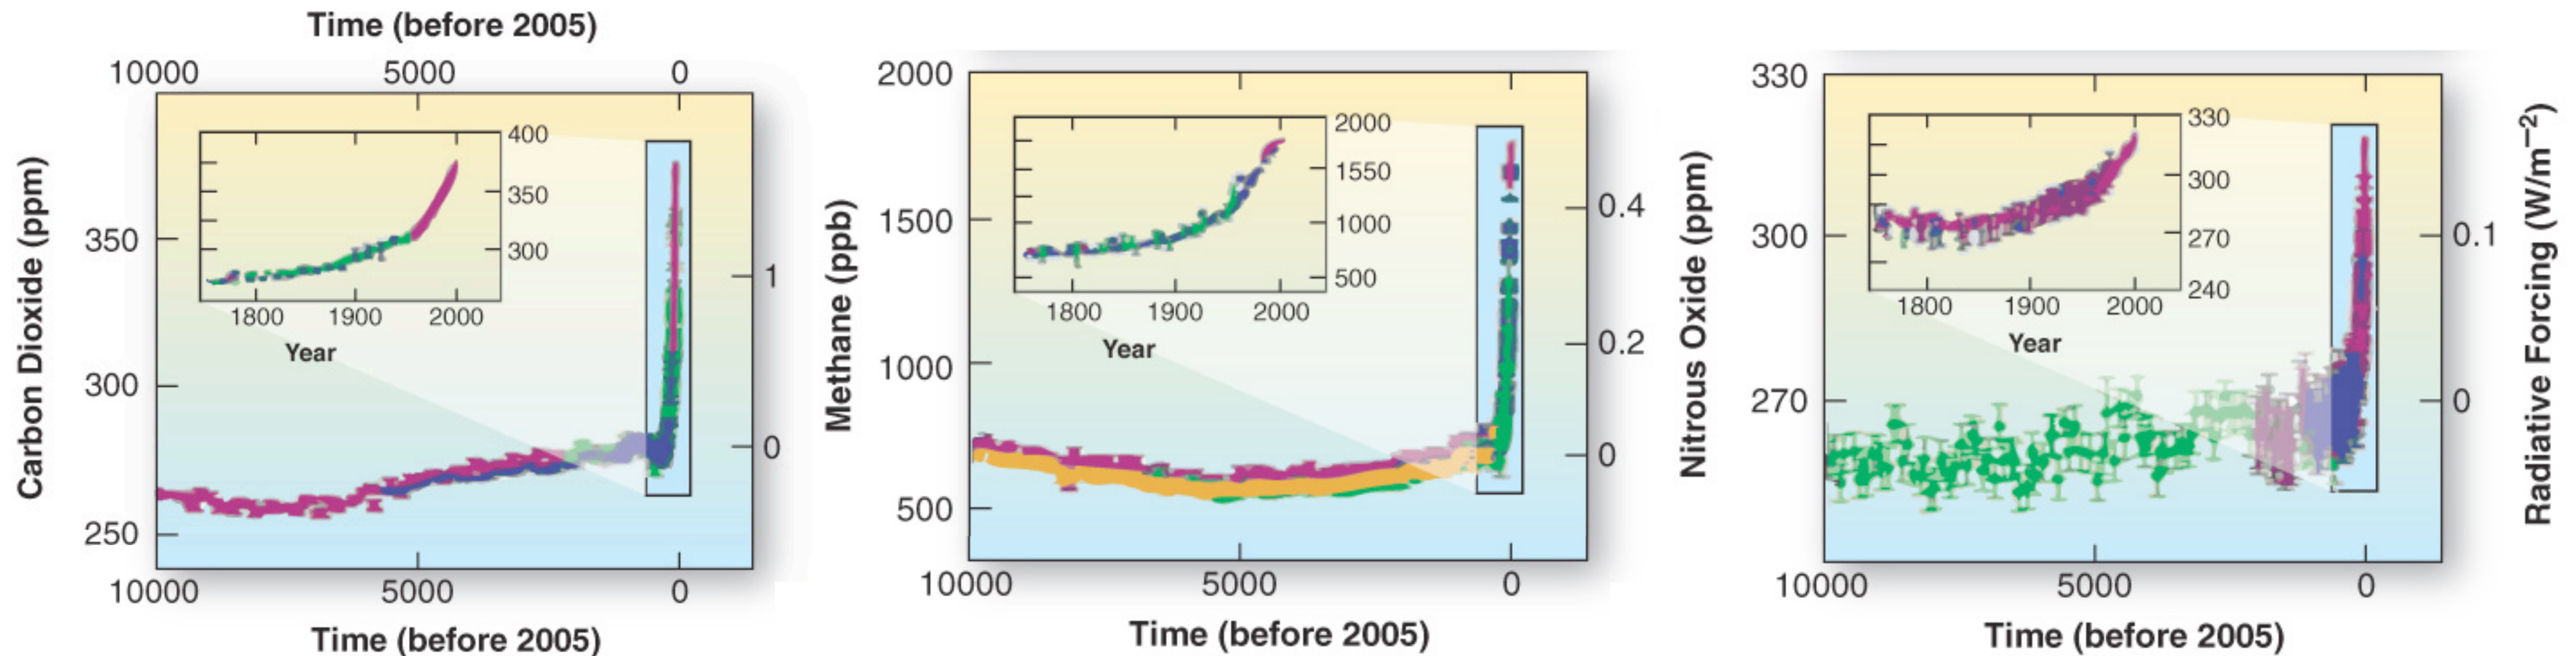 Time (before 2005)
10000 5000 0
Carbon Dioxide (ppm)
350
300
250
400
350
300
1800 1900 2000
Year
1
0
10000 5000 0
Time (before 2005)
Methane (ppb)
2000
1500
1000
500
2000
1550
1000
500
1800 1900 2000
Year
0.4
0.2
0
10000 5000 0
Time (before 2005)
Nitrous Oxide (ppm)
330
300
270
330
300
270
240
1800 1900 2000
Year
0.1
0
Radiative Forcing (W/m⁻²)
10000 5000 0
Time (before 2005)